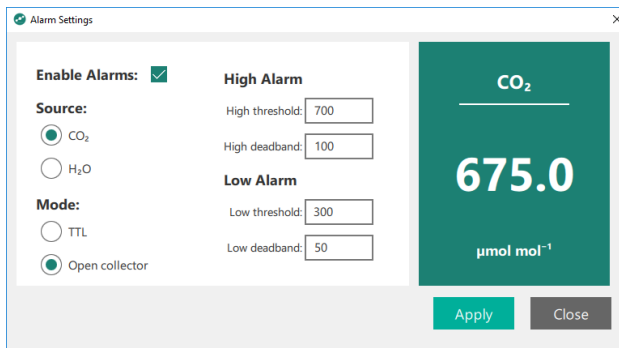 Alarm Settings
Enable Alarms:
Source:
CO₂
H₂O
Mode:
TTL
Open collector
High Alarm
High threshold: 700
High deadband: 100
Low Alarm
Low threshold: 300
Low deadband: 50
CO₂
675.0
µmol mol⁻¹
Apply
Close